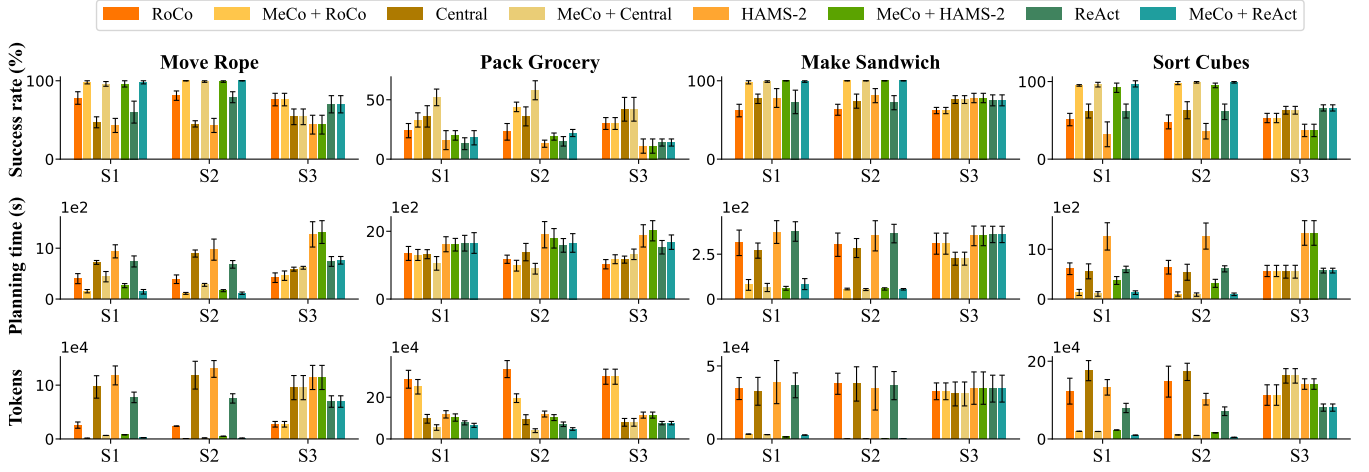 RoCo MeCo + RoCo Central MeCo + Central HAMS-2 MeCo + HAMS-2 ReAct MeCo + ReAct
Move Rope Pack Grocery Make Sandwich Sort Cubes
Success rate (%)
100
0
S1 S2 S3
50
0
S1 S2 S3
100
0
S1 S2 S3
100
0
S1 S2 S3
Planning time (s)
1e2
10
0
S1 S2 S3
1e2
20
0
S1 S2 S3
1e2
2.5
0
S1 S2 S3
1e2
10
0
S1 S2 S3
Tokens
1e4
10
0
S1 S2 S3
1e4
20
0
S1 S2 S3
1e4
5
0
S1 S2 S3
1e4
20
0
S1 S2 S3